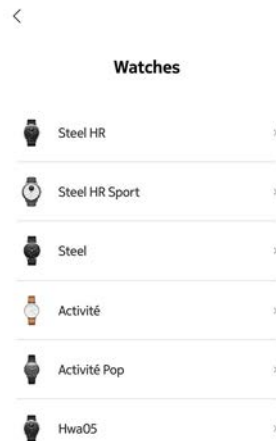 Watches
Steel HR
Steel HR Sport
Steel
Activité
Activité Pop
Hwa05